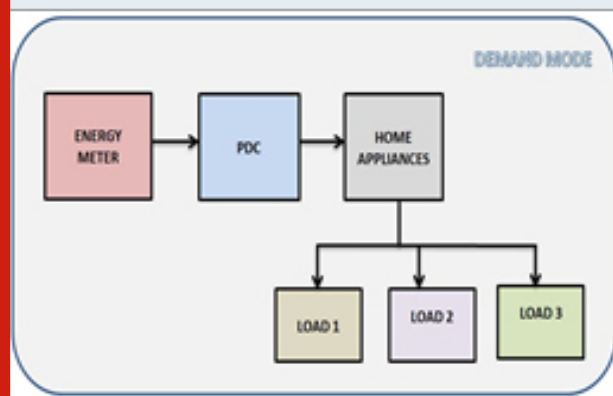 DEMAND MODE
ENERGY
METER
PDC
HOME
APPLIANCES
LOAD 1
LOAD 2
LOAD 3